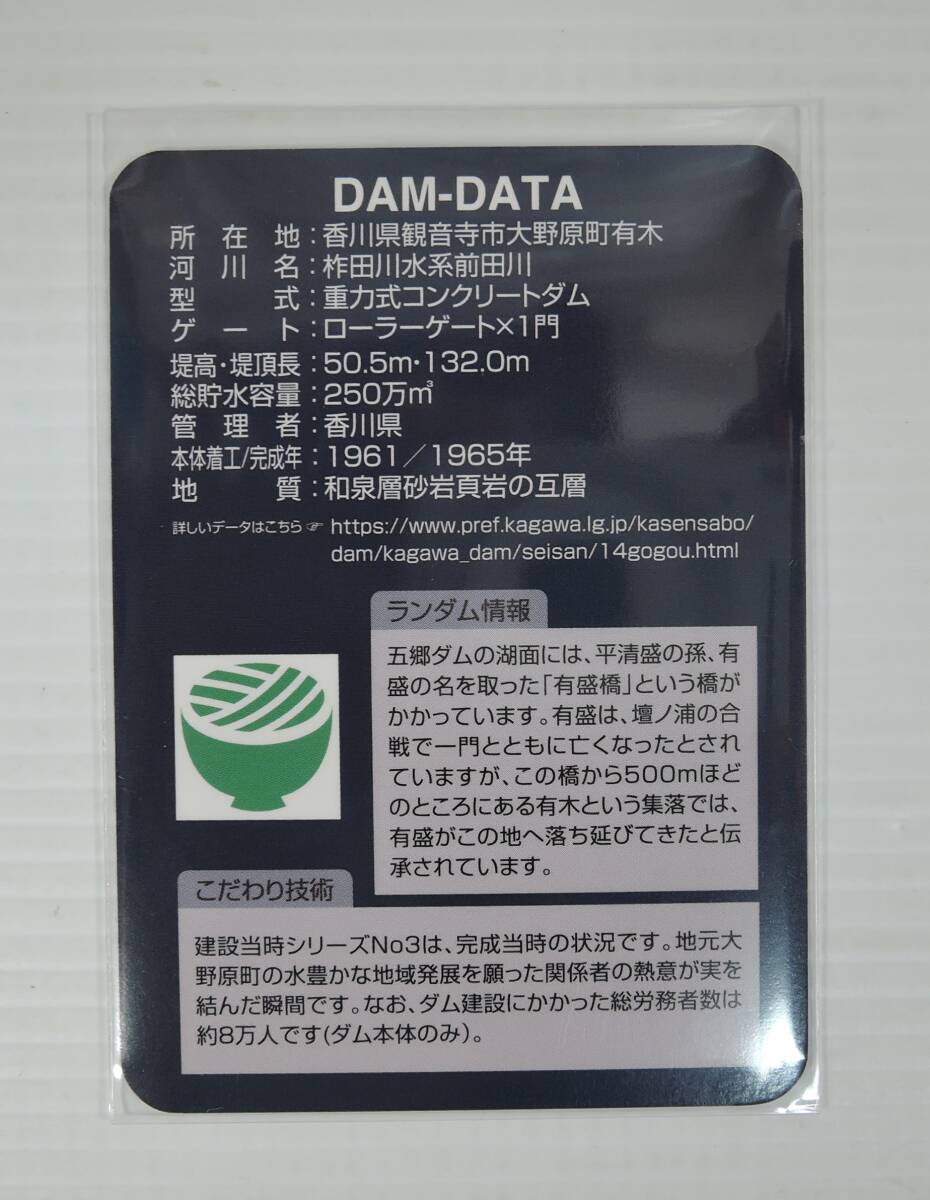 DAM-DATA
所在地:香川県観音寺市大野原町有木
河川名:柞田川水系前田川
型式:重力式コンクリートダム
ゲート:ローラーゲート×1門
堤高・堤頂長:50.5m・132.0m
総貯水容量:250万㎥
管理者:香川県
本体着工/完成年:1961/1965年
地質:和泉層砂岩頁岩の互層
詳しいデータはこちら☞ https://www.pref.kagawa.lg.jp/kasensabo/
dam/kagawa_dam/seisan/14gogou.html
ランダム情報
五郷ダムの湖面には、平清盛の孫、有
盛の名を取った「有盛橋」という橋が
かかっています。有盛は、壇ノ浦の合
戦で一門とともに亡くなったとされ
ていますが、この橋から500mほど
のところにある有木という集落では、
有盛がこの地へ落ち延びてきたと伝
承されています。
こだわり技術
建設当時シリーズNo3は、完成当時の状況です。地元大
野原町の水豊かな地域発展を願った関係者の熱意が実を
結んだ瞬間です。なお、ダム建設にかかった総労務者数は
約8万人です(ダム本体のみ)。